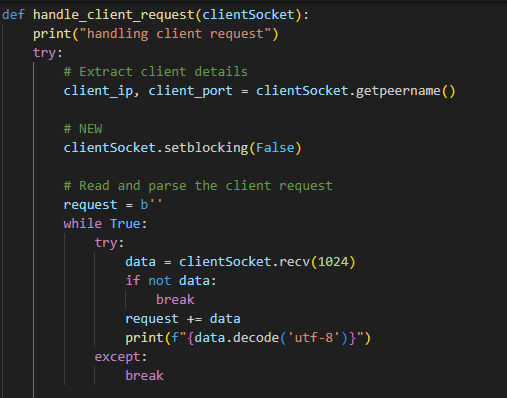 def handle_client_request(clientSocket):
    print("handling client request")
    try:
        # Extract client details
        client_ip, client_port = clientSocket.getpeername()

        # NEW
        clientSocket.setblocking(False)

        # Read and parse the client request
        request = b''
        while True:
            try:
                data = clientSocket.recv(1024)
                if not data:
                    break
                request += data
                print(f"{data.decode('utf-8')}")
            except:
                break